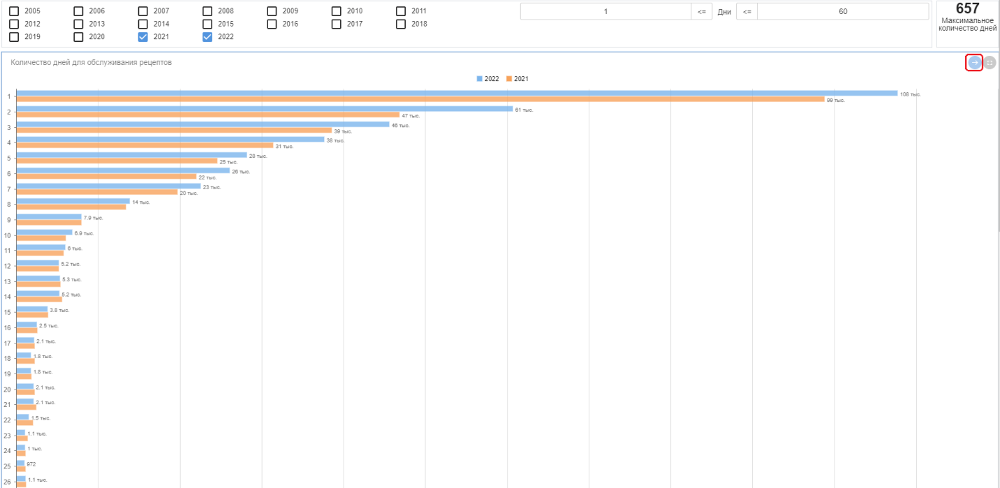 2005 2006 2007 2008 2009 2010 2011
2012 2013 2014 2015 2016 2017 2018
2019 2020 2021 2022
1 <= Дни <= 60
657
Максимальное
количество дней
Количество дней для обслуживания рецептов
2022 2021
1 108 тыс.
99 тыс.
2 61 тыс.
47 тыс.
3 46 тыс.
39 тыс.
4 38 тыс.
31 тыс.
5 28 тыс.
25 тыс.
6 26 тыс.
22 тыс.
7 23 тыс.
20 тыс.
8 14 тыс.
9 7.9 тыс.
10 6.9 тыс.
11 6 тыс.
12 5.2 тыс.
13 5.3 тыс.
14 5.2 тыс.
15 3.8 тыс.
16 2.5 тыс.
17 2.1 тыс.
18 1.8 тыс.
19 1.8 тыс.
20 2.1 тыс.
21 2.1 тыс.
22 1.5 тыс.
23 1.1 тыс.
24 1 тыс.
25 972
26 1.1 тыс.